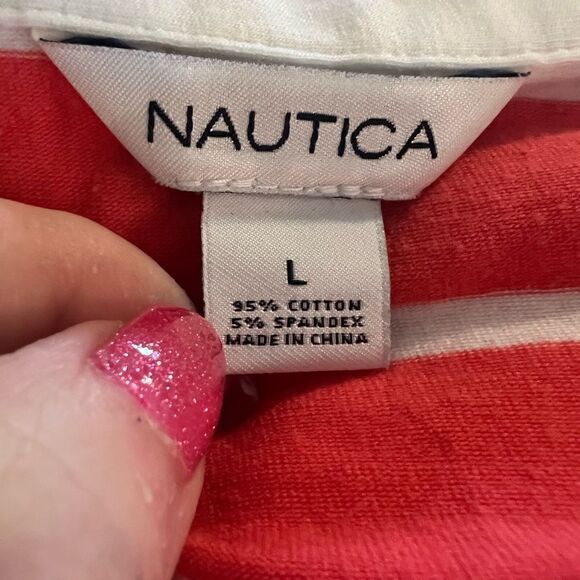 NAUTICA
L
95% COTTON
5% SPANDEX
MADE IN CHINA